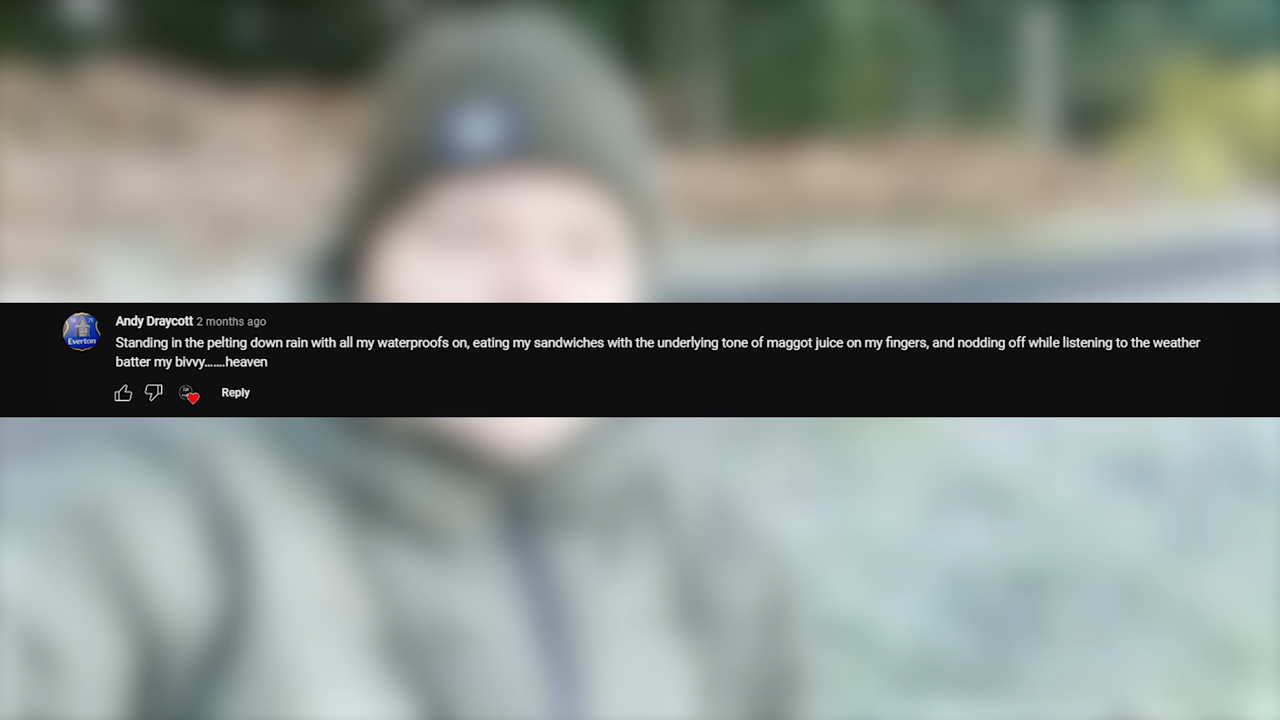 Everton
Andy Draycott 2 months ago
Standing in the pelting down rain with all my waterproofs on, eating my sandwiches with the underlying tone of maggot juice on my fingers, and nodding off while listening to the weather
batter my bivvy.......heaven
Reply